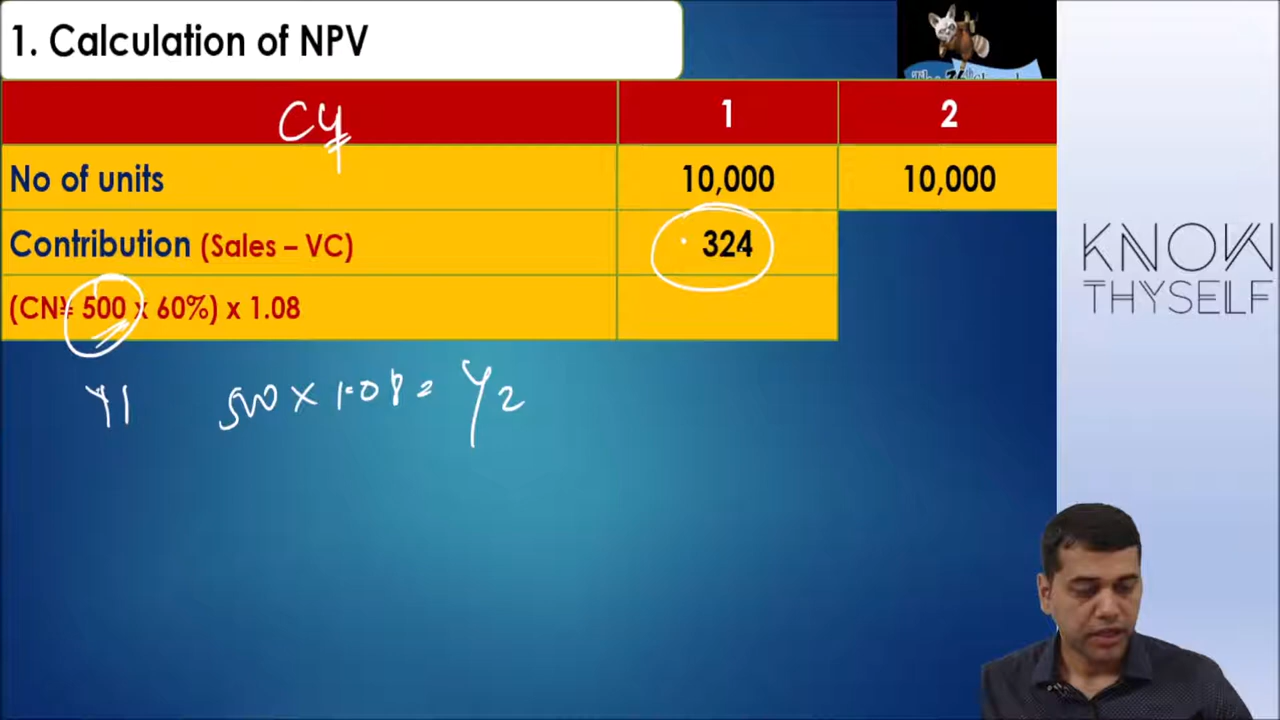 1. Calculation of NPV
CY
1
2
No of units
10,000
10,000
Contribution (Sales – VC)
324
(CN¥ 500 x 60%) x 1.08
Y1
500 x 1.08 = Y2
KNOW
THYSELF